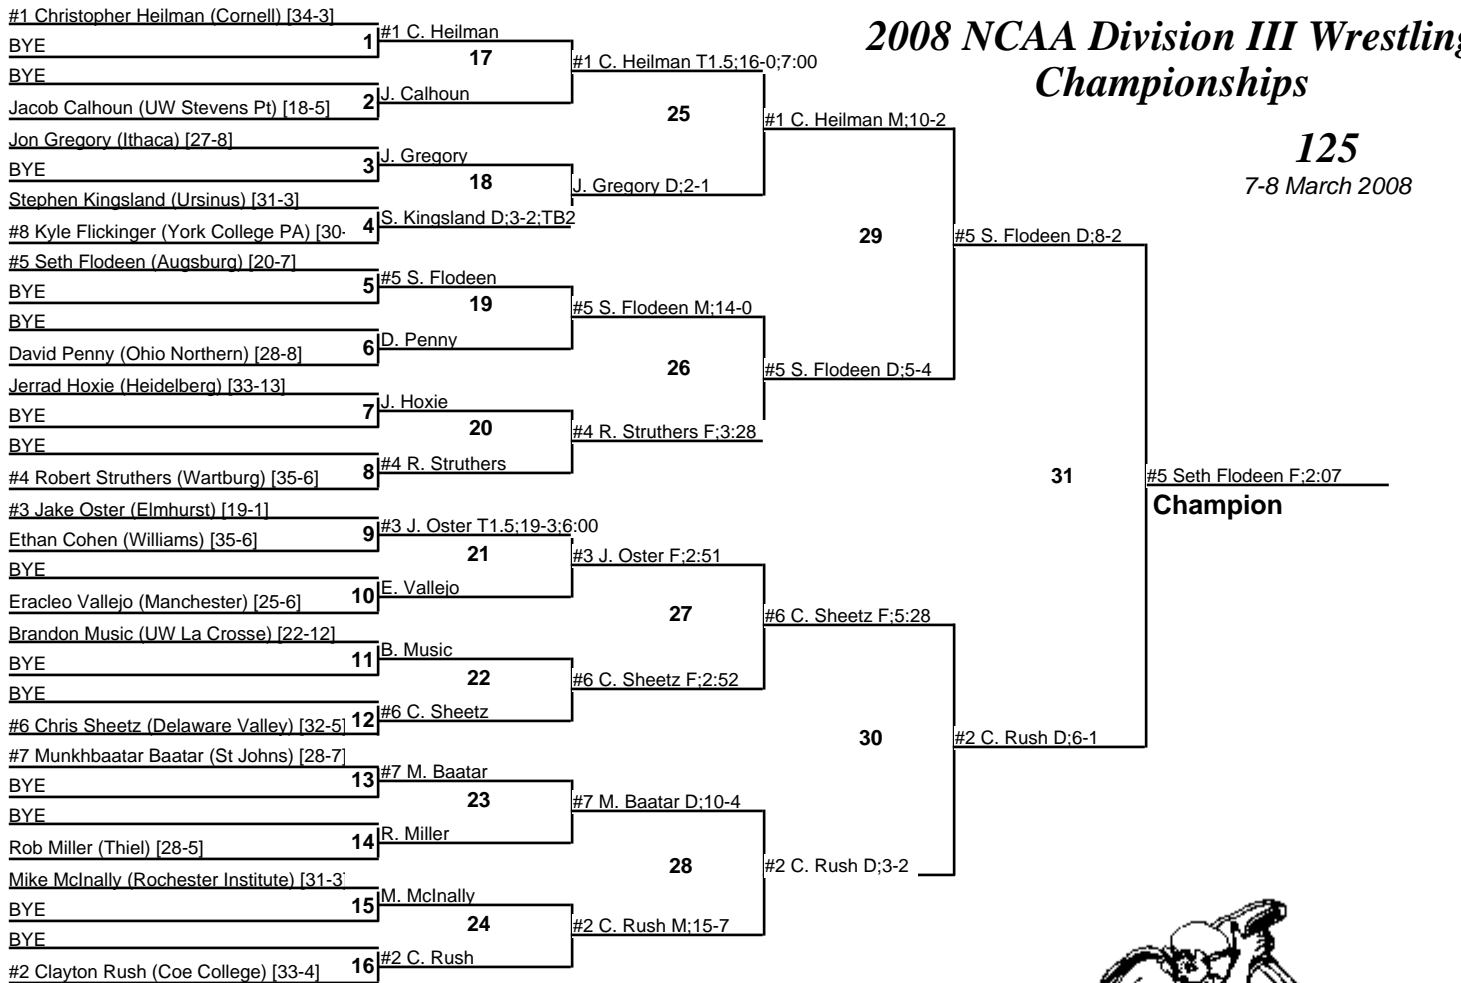 2008 NCAA Division III Wrestling
Championships
125
7-8 March 2008
#1 Christopher Heilman (Cornell) [34-3]
BYE
1
BYE
Jacob Calhoun (UW Stevens Pt) [18-5]
2
Jon Gregory (Ithaca) [27-8]
BYE
3
Stephen Kingsland (Ursinus) [31-3]
#8 Kyle Flickinger (York College PA) [30-
4
#5 Seth Flodeen (Augsburg) [20-7]
BYE
5
BYE
David Penny (Ohio Northern) [28-8]
6
Jerrad Hoxie (Heidelberg) [33-13]
BYE
7
BYE
#4 Robert Struthers (Wartburg) [35-6]
8
#3 Jake Oster (Elmhurst) [19-1]
Ethan Cohen (Williams) [35-6]
9
BYE
Eracleo Vallejo (Manchester) [25-6]
10
Brandon Music (UW La Crosse) [22-12]
BYE
11
BYE
#6 Chris Sheetz (Delaware Valley) [32-5]
12
#7 Munkhbaatar Baatar (St Johns) [28-7]
BYE
13
BYE
Rob Miller (Thiel) [28-5]
14
Mike McInally (Rochester Institute) [31-3]
BYE
15
BYE
#2 Clayton Rush (Coe College) [33-4]
16
#1 C. Heilman
17
J. Calhoun
J. Gregory
18
S. Kingsland D;3-2;TB2
#5 S. Flodeen
19
D. Penny
J. Hoxie
20
#4 R. Struthers
#3 J. Oster T1.5;19-3;6:00
21
E. Vallejo
B. Music
22
#6 C. Sheetz
#7 M. Baatar
23
R. Miller
M. McInally
24
#2 C. Rush
#1 C. Heilman T1.5;16-0;7:00
25
J. Gregory D;2-1
#5 S. Flodeen M;14-0
26
#4 R. Struthers F;3:28
#3 J. Oster F;2:51
27
#6 C. Sheetz F;2:52
#7 M. Baatar D;10-4
28
#2 C. Rush M;15-7
#1 C. Heilman M;10-2
29
#5 S. Flodeen D;5-4
#6 C. Sheetz F;5:28
30
#2 C. Rush D;3-2
#5 S. Flodeen D;8-2
31
#2 C. Rush D;6-1
#5 Seth Flodeen F;2:07
Champion